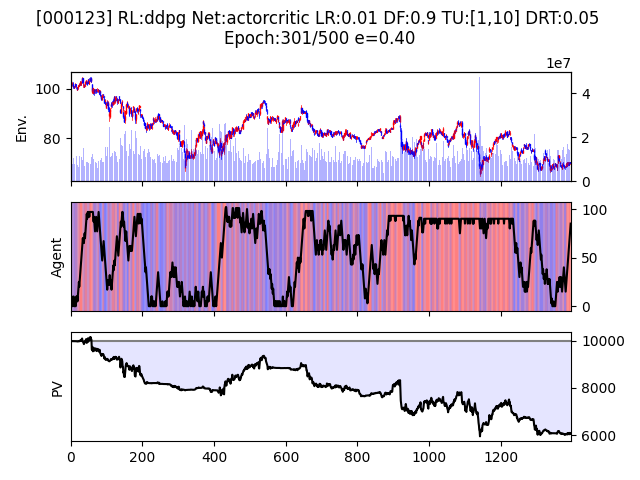 [000123] RL:ddpg Net:actorcritic LR:0.01 DF:0.9 TU:[1,10] DRT:0.05
Epoch:301/500 e=0.40
1e7
Env.
100
80
4
2
0
Agent
100
50
0
PV
10000
8000
6000
0 200 400 600 800 1000 1200